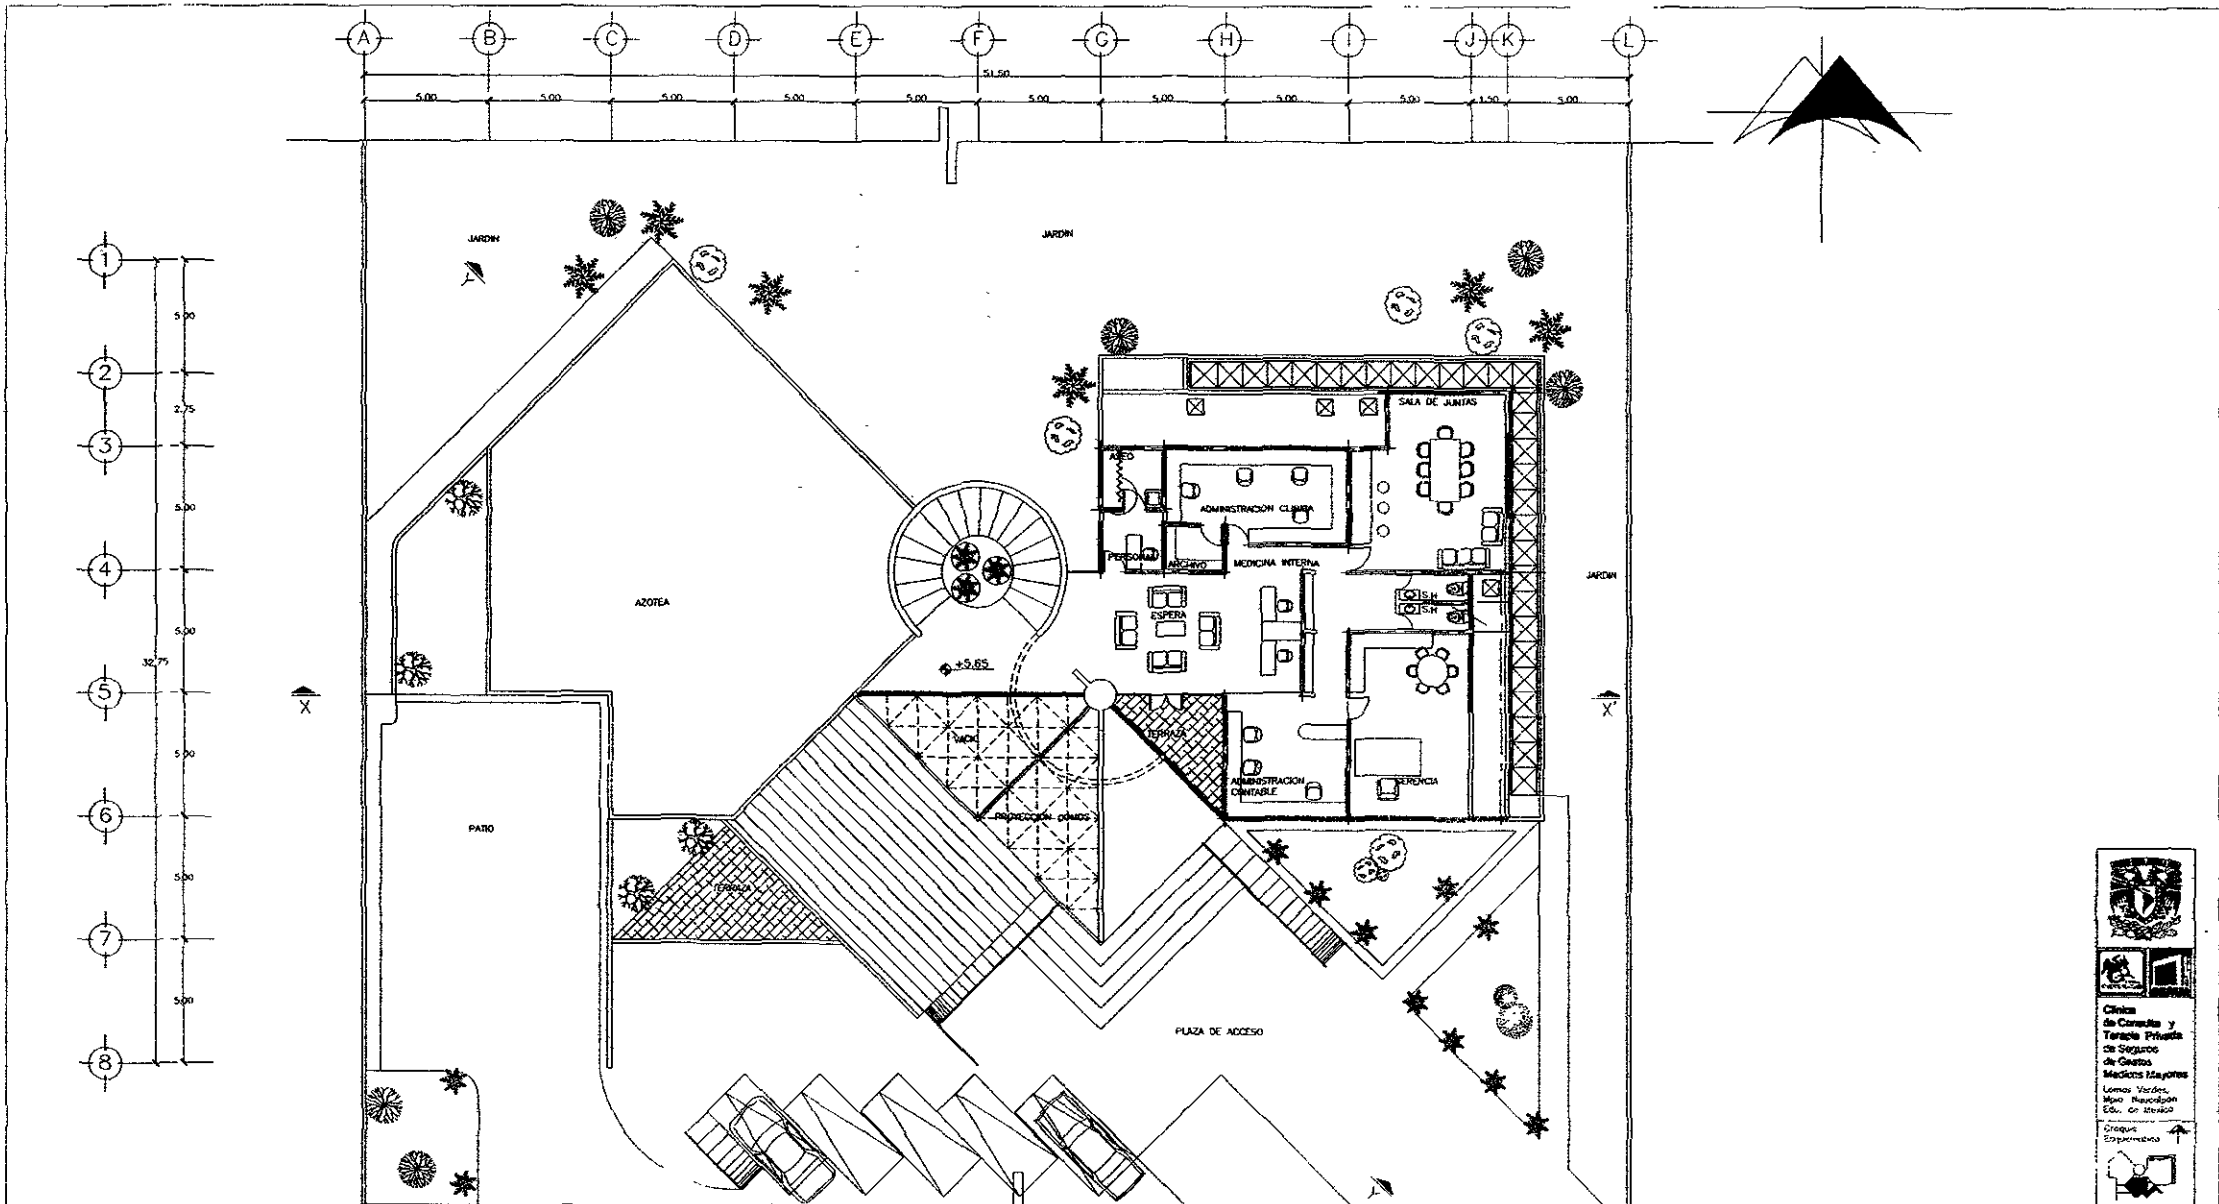 A B C D E F G H I J K L
51.50
5.00 5.00 5.00 5.00 5.00 5.00 5.00 5.00 5.00 1.50 5.00
JARDIN
JARDIN
1
5.00
2
2.75
3
5.00
4
5.00
32.75
5
5.00
6
5.00
7
5.00
8
SALA DE JUNTAS
ASEO
ADMINISTRACION CLINICA
PERSONAL
ARCHIVO
MEDICINA INTERNA
JARDIN
AZOTEA
ESPERA
S.H
S.H
+5.65
X
X'
VACIO
TERRAZA
ADMINISTRACION
CONTABLE
GERENCIA
PROYECCION DOMOS
PATIO
TERRAZA
PLAZA DE ACCESO
Y
Clinica
de Consulta y
Terapia Privada
de Seguros
de Gastos
Medicos Mayores
Lomas Verdes,
Mpio Naucalpan
Edo. de Mexico
Croquis
Esquematico